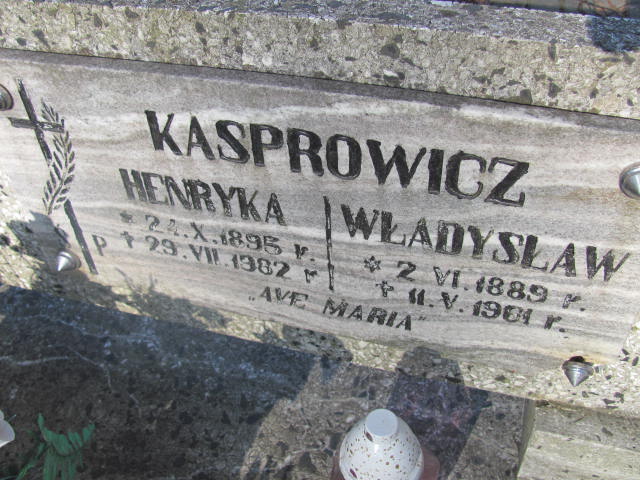 KASPROWICZ
HENRYKA
* 24.X.1895 r.
P † 29.VII.1982 r
WŁADYSŁAW
* 2 VI.1889 r.
† 11.V.1961 r.
„AVE MARIA"